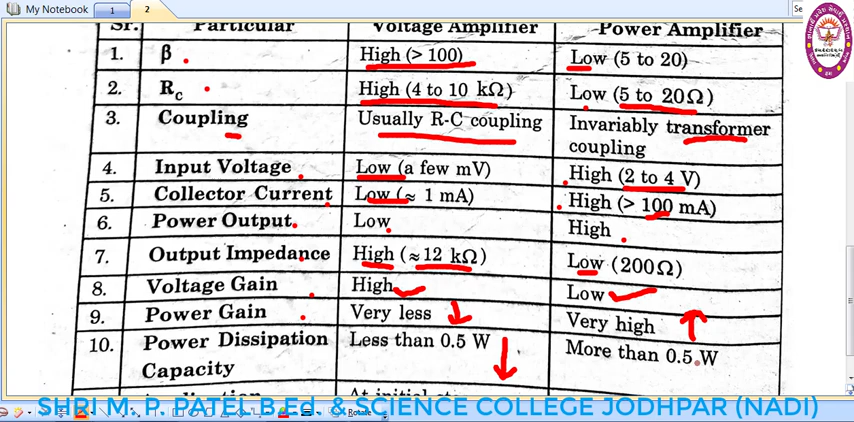 My Notebook 1 2 Se
Sr. Particular Voltage Amplifier Power Amplifier
1. β High (> 100) Low (5 to 20)
2. Rc High (4 to 10 kΩ) Low (5 to 20Ω)
3. Coupling Usually R-C coupling Invariably transformer
coupling
4. Input Voltage Low (a few mV) High (2 to 4 V)
5. Collector Current Low (≈ 1 mA) High (> 100 mA)
6. Power Output Low High
7. Output Impedance High (≈12 kΩ) Low (200Ω)
8. Voltage Gain High Low
9. Power Gain Very less Very high
10. Power Dissipation Less than 0.5 W More than 0.5 W
Capacity
SHRI M. P. PATEL B.Ed. & SCIENCE COLLEGE JODHPAR (NADI)
Rotate